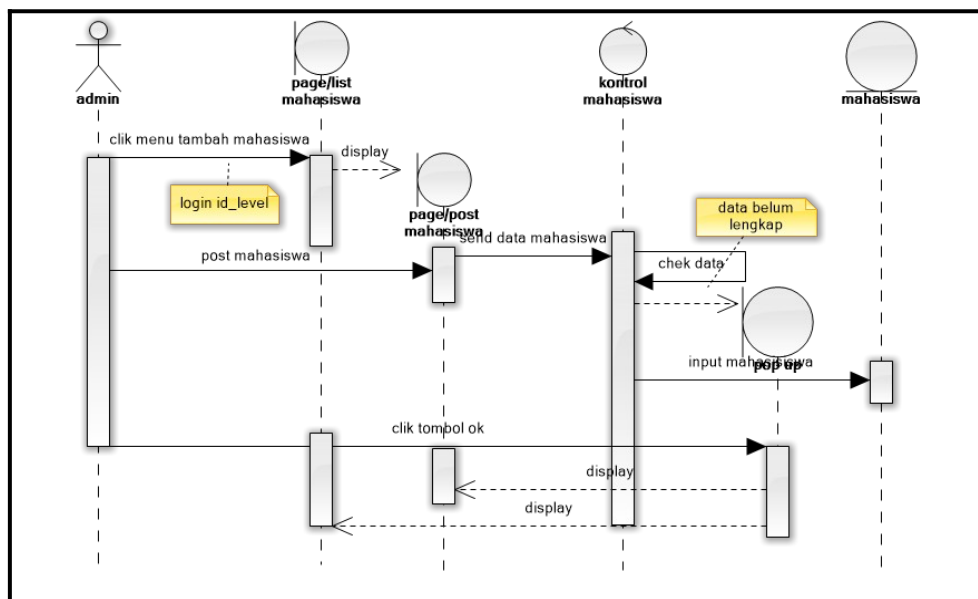 admin
page/list
mahasiswa
kontrol
mahasiswa
mahasiswa
clik menu tambah mahasiswa
display
login id_level
page/post
mahasiswa
data belum
lengkap
post mahasiswa
send data mahasiswa
chek data
input mahasisiswa
pop up
clik tombol ok
display
display